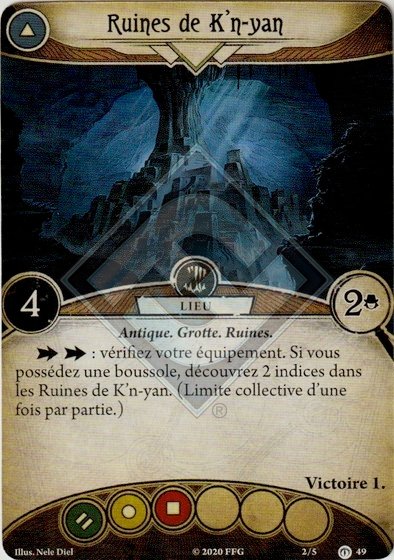 Ruines de K'n-yan
4
LIEU
2
Antique. Grotte. Ruines.
: vérifiez votre équipement. Si vous
possédez une boussole, découvrez 2 indices dans
les Ruines de K'n-yan. (Limite collective d'une
fois par partie.)
®
Victoire 1.
Illus. Nele Diel
© 2020 FFG
2/5
49